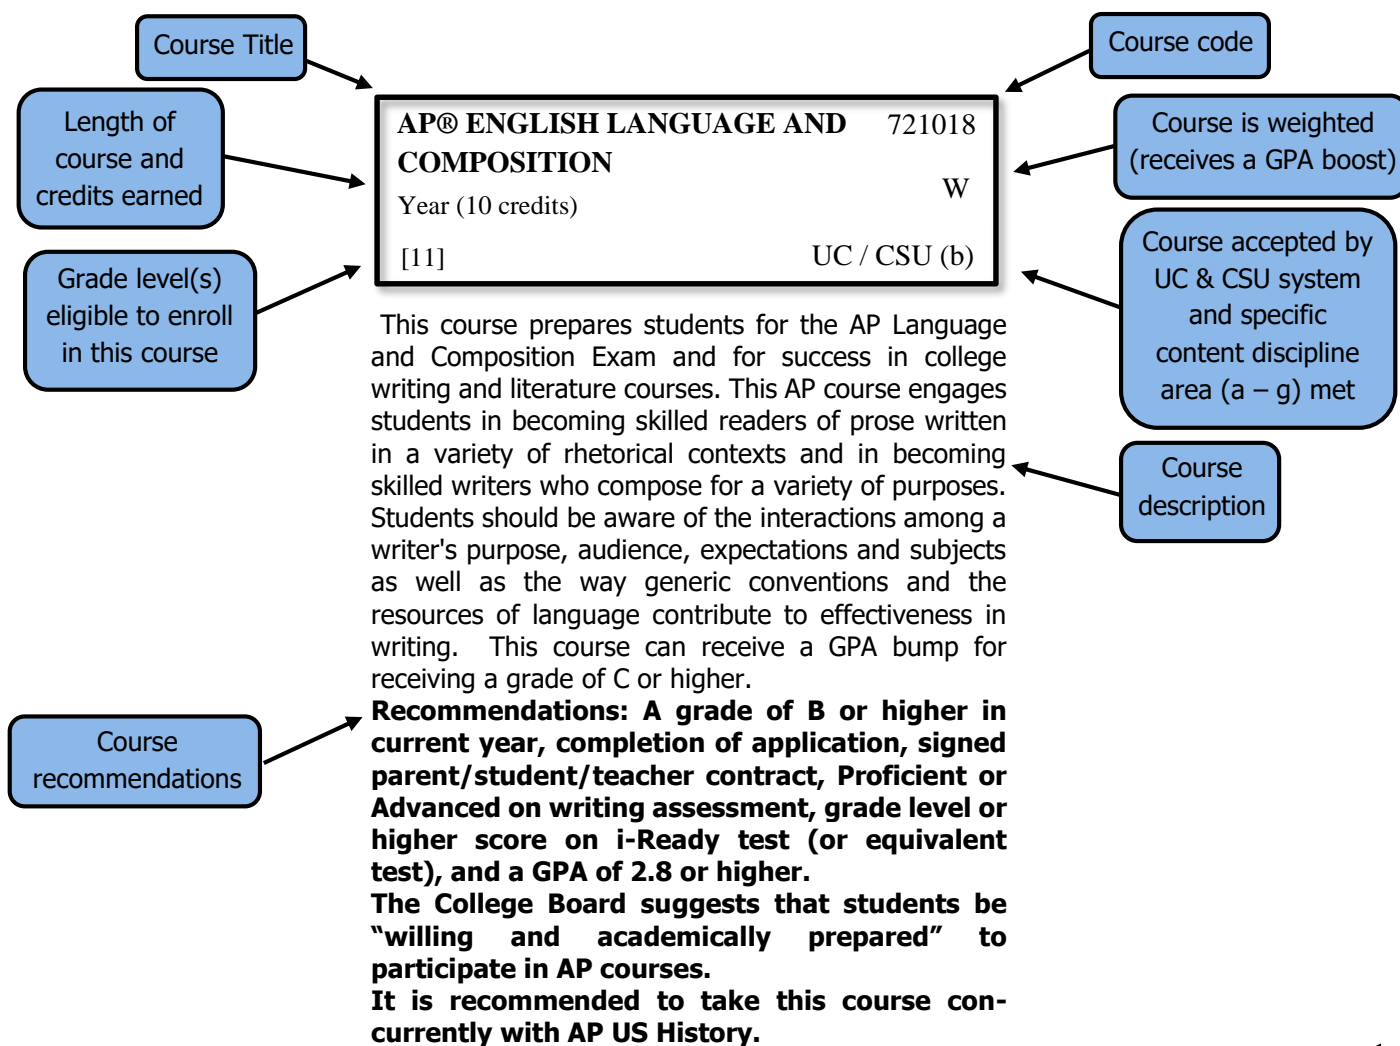 Course Title
Course code
Length of
course and
credits earned
AP® ENGLISH LANGUAGE AND 721018
COMPOSITION
W
Year (10 credits)
[11] UC / CSU (b)
Course is weighted
(receives a GPA boost)
Grade level(s)
eligible to enroll
in this course
Course accepted by
UC & CSU system
and specific
content discipline
area (a – g) met
This course prepares students for the AP Language
and Composition Exam and for success in college
writing and literature courses. This AP course engages
students in becoming skilled readers of prose written
in a variety of rhetorical contexts and in becoming
skilled writers who compose for a variety of purposes.
Students should be aware of the interactions among a
writer's purpose, audience, expectations and subjects
as well as the way generic conventions and the
resources of language contribute to effectiveness in
writing. This course can receive a GPA bump for
receiving a grade of C or higher.
Course
description
Course
recommendations
Recommendations: A grade of B or higher in
current year, completion of application, signed
parent/student/teacher contract, Proficient or
Advanced on writing assessment, grade level or
higher score on i-Ready test (or equivalent
test), and a GPA of 2.8 or higher.
The College Board suggests that students be
“willing and academically prepared” to
participate in AP courses.
It is recommended to take this course con-
currently with AP US History.